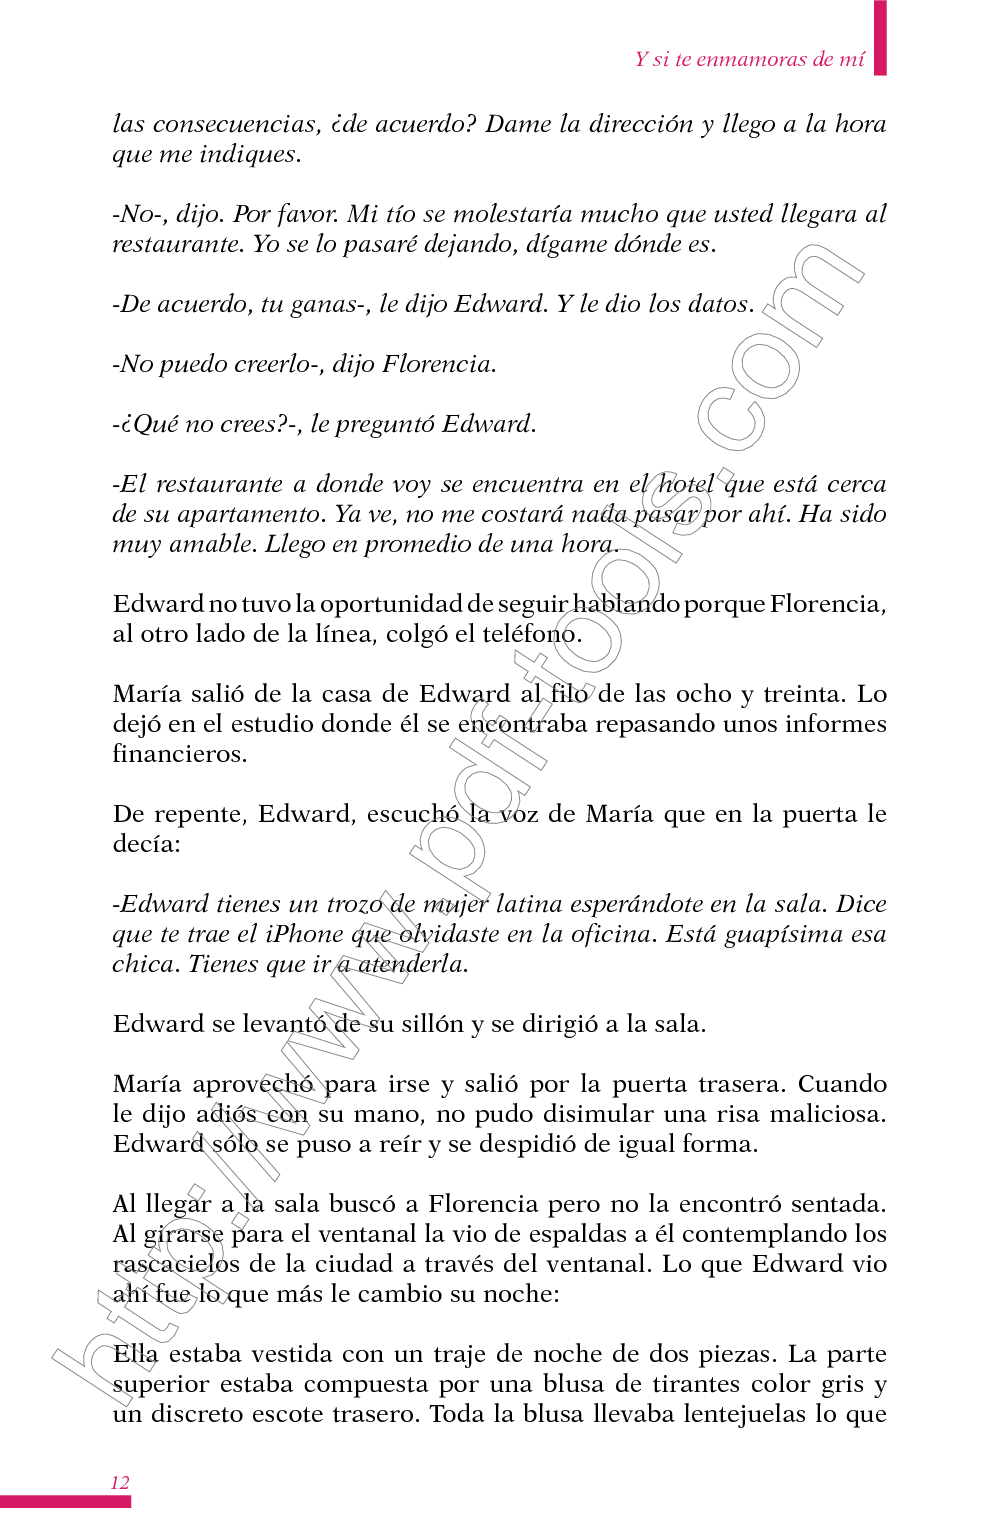 Y si te enmamoras de mí
las consecuencias, ¿de acuerdo? Dame la dirección y llego a la hora
que me indiques.
-No-, dijo. Por favor. Mi tío se molestaría mucho que usted llegara al
restaurante. Yo se lo pasaré dejando, dígame dónde es.
-De acuerdo, tu ganas-, le dijo Edward. Y le dio los datos.
-No puedo creerlo-, dijo Florencia.
-¿Qué no crees?-, le preguntó Edward.
-El restaurante a donde voy se encuentra en el hotel que está cerca
de su apartamento. Ya ve, no me costará nada pasar por ahí. Ha sido
muy amable. Llego en promedio de una hora.
Edward no tuvo la oportunidad de seguir hablando porque Florencia,
al otro lado de la línea, colgó el teléfono.
María salió de la casa de Edward al filo de las ocho y treinta. Lo
dejó en el estudio donde él se encontraba repasando unos informes
financieros.
De repente, Edward, escuchó la voz de María que en la puerta le
decía:
-Edward tienes un trozo de mujer latina esperándote en la sala. Dice
que te trae el iPhone que olvidaste en la oficina. Está guapísima esa
chica. Tienes que ir a atenderla.
Edward se levantó de su sillón y se dirigió a la sala.
María aprovechó para irse y salió por la puerta trasera. Cuando
le dijo adiós con su mano, no pudo disimular una risa maliciosa.
Edward sólo se puso a reír y se despidió de igual forma.
Al llegar a la sala buscó a Florencia pero no la encontró sentada.
Al girarse para el ventanal la vio de espaldas a él contemplando los
rascacielos de la ciudad a través del ventanal. Lo que Edward vio
ahí fue lo que más le cambio su noche:
Ella estaba vestida con un traje de noche de dos piezas. La parte
superior estaba compuesta por una blusa de tirantes color gris y
un discreto escote trasero. Toda la blusa llevaba lentejuelas lo que
12
http://www.pdf-tools.com